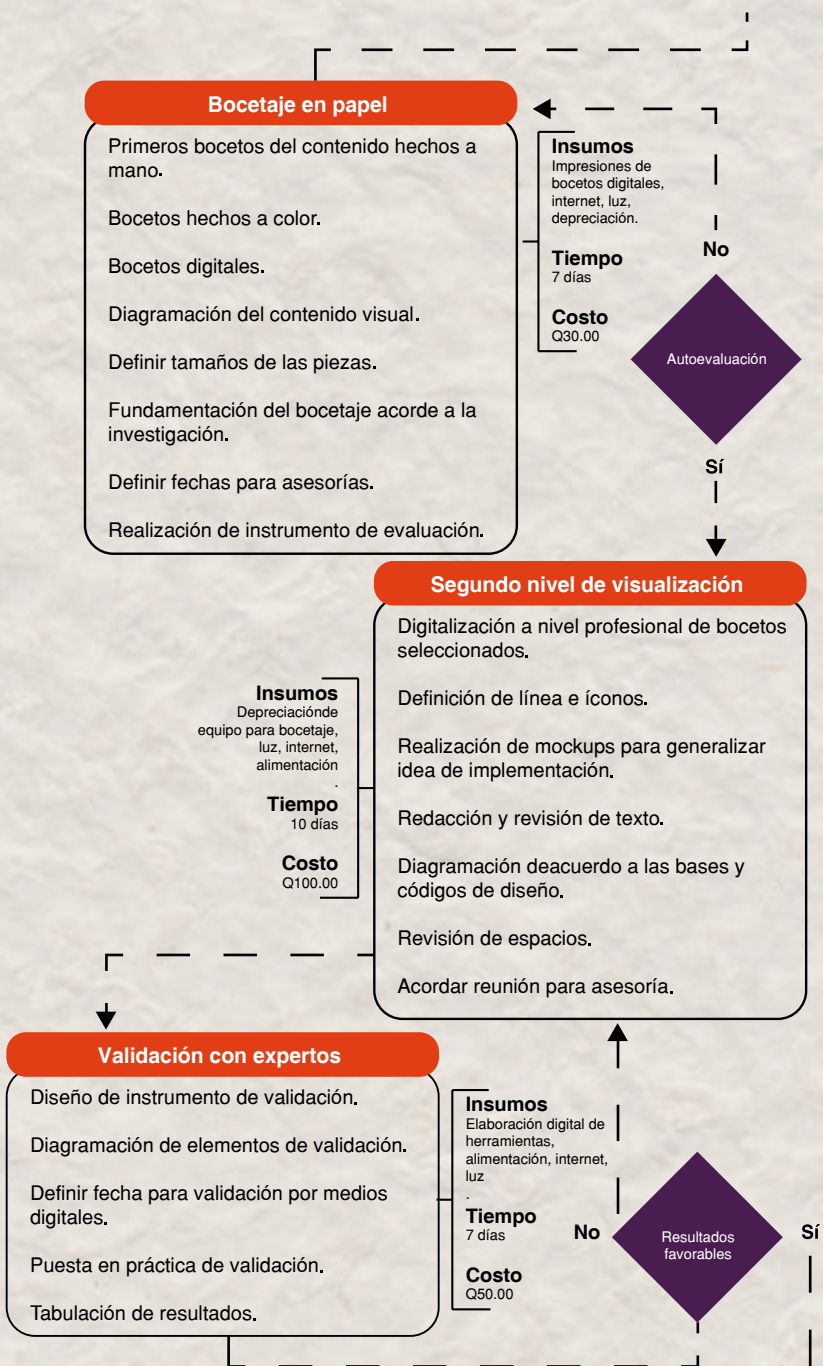 Bocetaje en papel
Primeros bocetos del contenido hechos a
mano.
Bocetos hechos a color.
Bocetos digitales.
Diagramación del contenido visual.
Definir tamaños de las piezas.
Fundamentación del bocetaje acorde a la
investigación.
Definir fechas para asesorías.
Realización de instrumento de evaluación.
Insumos
Impresiones de
bocetos digitales,
internet, luz,
depreciación.
Tiempo
7 días
Costo
Q30.00
No
Autoevaluación
Sí
Segundo nivel de visualización
Digitalización a nivel profesional de bocetos
seleccionados.
Definición de línea e íconos.
Realización de mockups para generalizar
idea de implementación.
Redacción y revisión de texto.
Diagramación deacuerdo a las bases y
códigos de diseño.
Revisión de espacios.
Acordar reunión para asesoría.
Insumos
Depreciaciónde
equipo para bocetaje,
luz, internet,
alimentación
.
Tiempo
10 días
Costo
Q100.00
Validación con expertos
Diseño de instrumento de validación.
Diagramación de elementos de validación.
Definir fecha para validación por medios
digitales.
Puesta en práctica de validación.
Tabulación de resultados.
Insumos
Elaboración digital de
herramientas,
alimentación, internet,
luz
.
Tiempo
7 días
Costo
Q50.00
No
Resultados
favorables
Sí